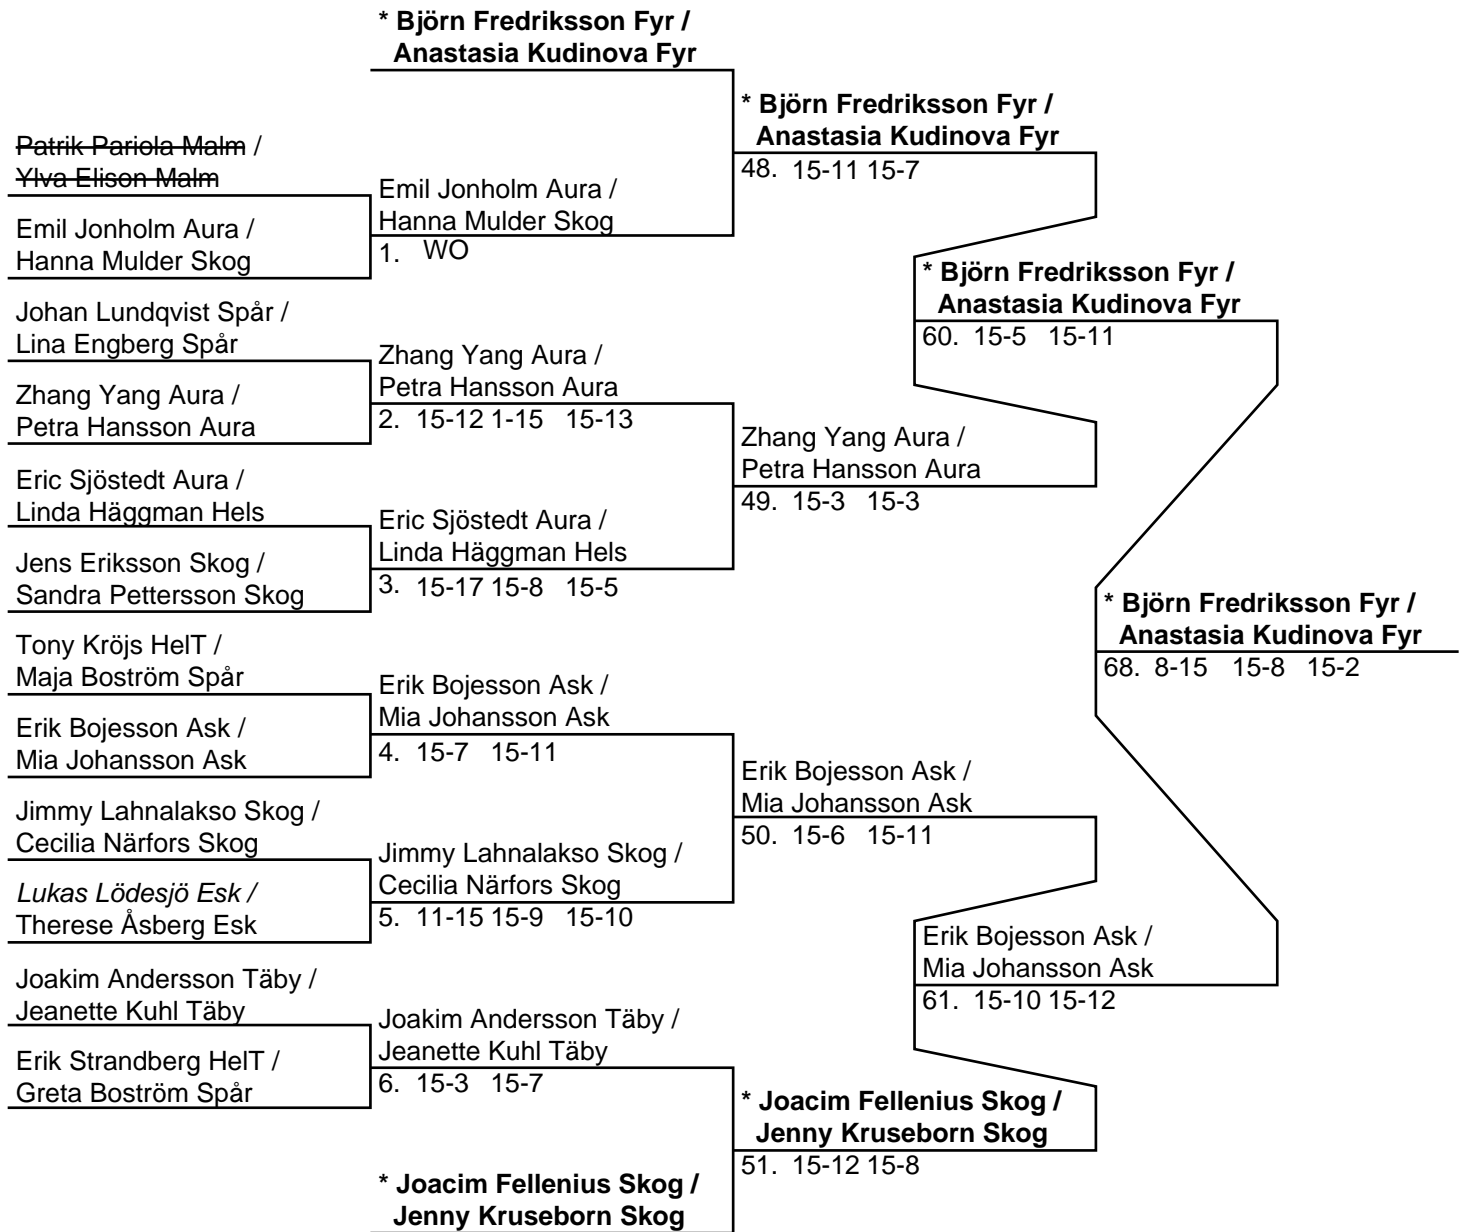 * Björn Fredriksson Fyr /
Anastasia Kudinova Fyr
Patrik Pariola Malm /
Ylva Elison Malm
Emil Jonholm Aura /
Hanna Mulder Skog
Johan Lundqvist Spår /
Lina Engberg Spår
Zhang Yang Aura /
Petra Hansson Aura
Eric Sjöstedt Aura /
Linda Häggman Hels
Jens Eriksson Skog /
Sandra Pettersson Skog
Tony Kröjs HelT /
Maja Boström Spår
Erik Bojesson Ask /
Mia Johansson Ask
Jimmy Lahnalakso Skog /
Cecilia Närfors Skog
Lukas Lödesjö Esk /
Therese Åsberg Esk
Joakim Andersson Täby /
Jeanette Kuhl Täby
Erik Strandberg HelT /
Greta Boström Spår
Emil Jonholm Aura /
Hanna Mulder Skog
1. WO
Zhang Yang Aura /
Petra Hansson Aura
2. 15-12 1-15 15-13
Eric Sjöstedt Aura /
Linda Häggman Hels
3. 15-17 15-8 15-5
Erik Bojesson Ask /
Mia Johansson Ask
4. 15-7 15-11
Jimmy Lahnalakso Skog /
Cecilia Närfors Skog
5. 11-15 15-9 15-10
Joakim Andersson Täby /
Jeanette Kuhl Täby
6. 15-3 15-7
* Joacim Fellenius Skog /
Jenny Kruseborn Skog
* Björn Fredriksson Fyr /
Anastasia Kudinova Fyr
48. 15-11 15-7
Zhang Yang Aura /
Petra Hansson Aura
49. 15-3 15-3
Erik Bojesson Ask /
Mia Johansson Ask
50. 15-6 15-11
* Joacim Fellenius Skog /
Jenny Kruseborn Skog
51. 15-12 15-8
* Björn Fredriksson Fyr /
Anastasia Kudinova Fyr
60. 15-5 15-11
Erik Bojesson Ask /
Mia Johansson Ask
61. 15-10 15-12
* Björn Fredriksson Fyr /
Anastasia Kudinova Fyr
68. 8-15 15-8 15-2